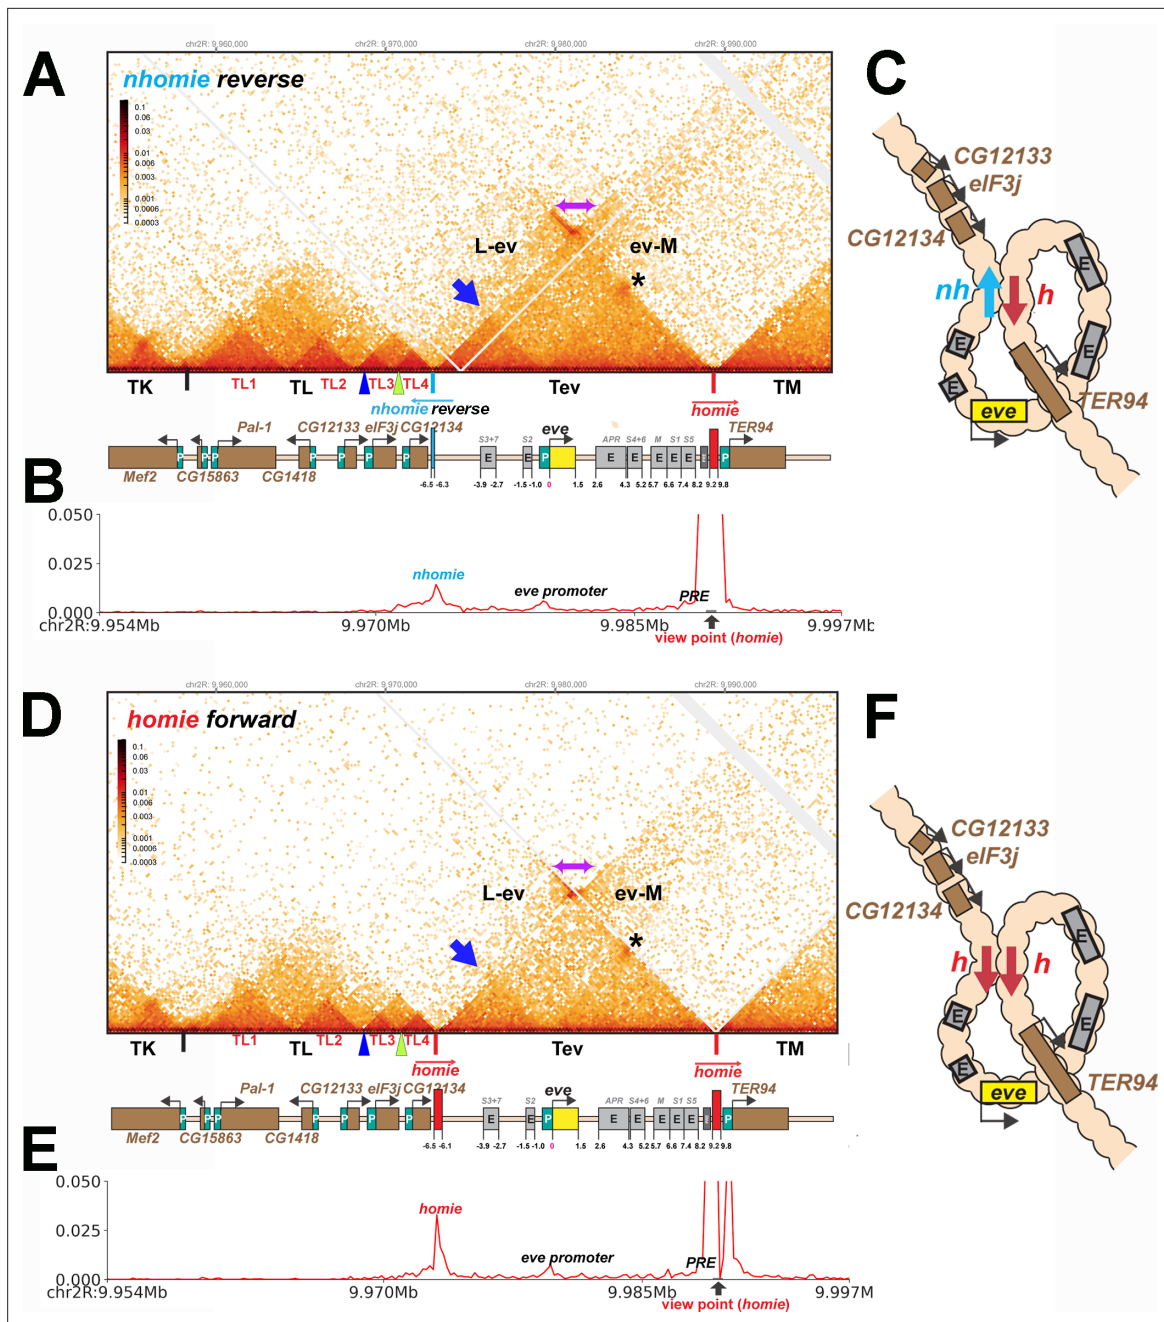 A
chr2R: 9,960,000 chr2R: 9,970,000 chr2R: 9,980,000 chr2R: 9,990,000
nhomie reverse
0.1
0.06
0.03
0.01
0.006
0.003
0.001
0.0006
0.0003
L-ev ev-M
*
TK TL1 TL TL2 TL3 TL4 Tev TM
nhomie reverse homie
Pal-1 CG12133 eIF3j CG12134 S3+7 S2 eve APR S4+6 M S1 S5 TER94
P P P P P P P E E P E E E E E E P
Mef2 CG15863 CG1418 -6.5 -6.3 -3.9 -2.7 -1.5 -1.0 0 1.5 2.6 4.3 5.2 5.7 6.6 7.4 8.2 9.2 9.8
B
0.050
0.025
0.000
nhomie
eve promoter
PRE
chr2R:9.954Mb 9.970Mb 9.985Mb 9.997Mb
view point (homie)
C
CG12133
eIF3j
CG12134
E
nh h
E E
E
TER94
eve
D
chr2R: 9,960,000 chr2R: 9,970,000 chr2R: 9,980,000 chr2R: 9,990,000
homie forward
0.1
0.06
0.03
0.01
0.006
0.003
0.001
0.0006
0.0003
L-ev ev-M
*
TK TL1 TL TL2 TL3 TL4 Tev TM
homie homie
Pal-1 CG12133 eIF3j CG12134 S3+7 S2 eve APR S4+6 M S1 S5 TER94
P P P P P P P E E P E E E E E E P
Mef2 CG15863 CG1418 -6.5 -6.1 -3.9 -2.7 -1.5 -1.0 0 1.5 2.6 4.3 5.2 5.7 6.6 7.4 8.2 9.2 9.8
E
0.050
0.025
0.000
homie
eve promoter
PRE
chr2R:9.954Mb 9.970Mb 9.985Mb 9.997M
view point (homie)
F
CG12133
eIF3j
CG12134
E
h h
E E
E
TER94
eve